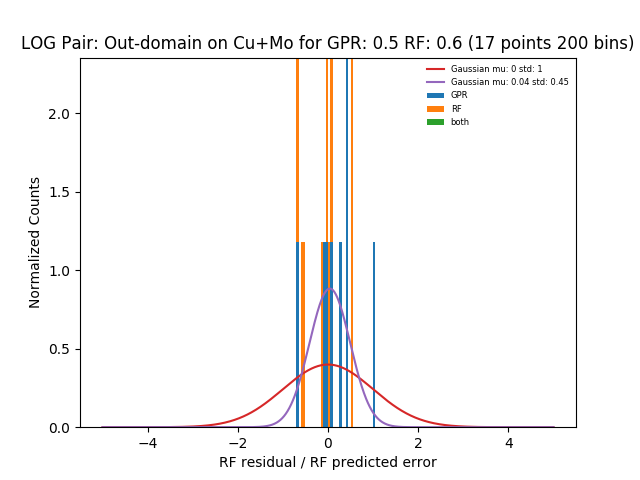 LOG Pair: Out-domain on Cu+Mo for GPR: 0.5 RF: 0.6 (17 points 200 bins)
Gaussian mu: 0 std: 1
Gaussian mu: 0.04 std: 0.45
GPR
RF
both
Normalized Counts
2.0
1.5
1.0
0.5
0.0
−4
−2
0
2
4
RF residual / RF predicted error